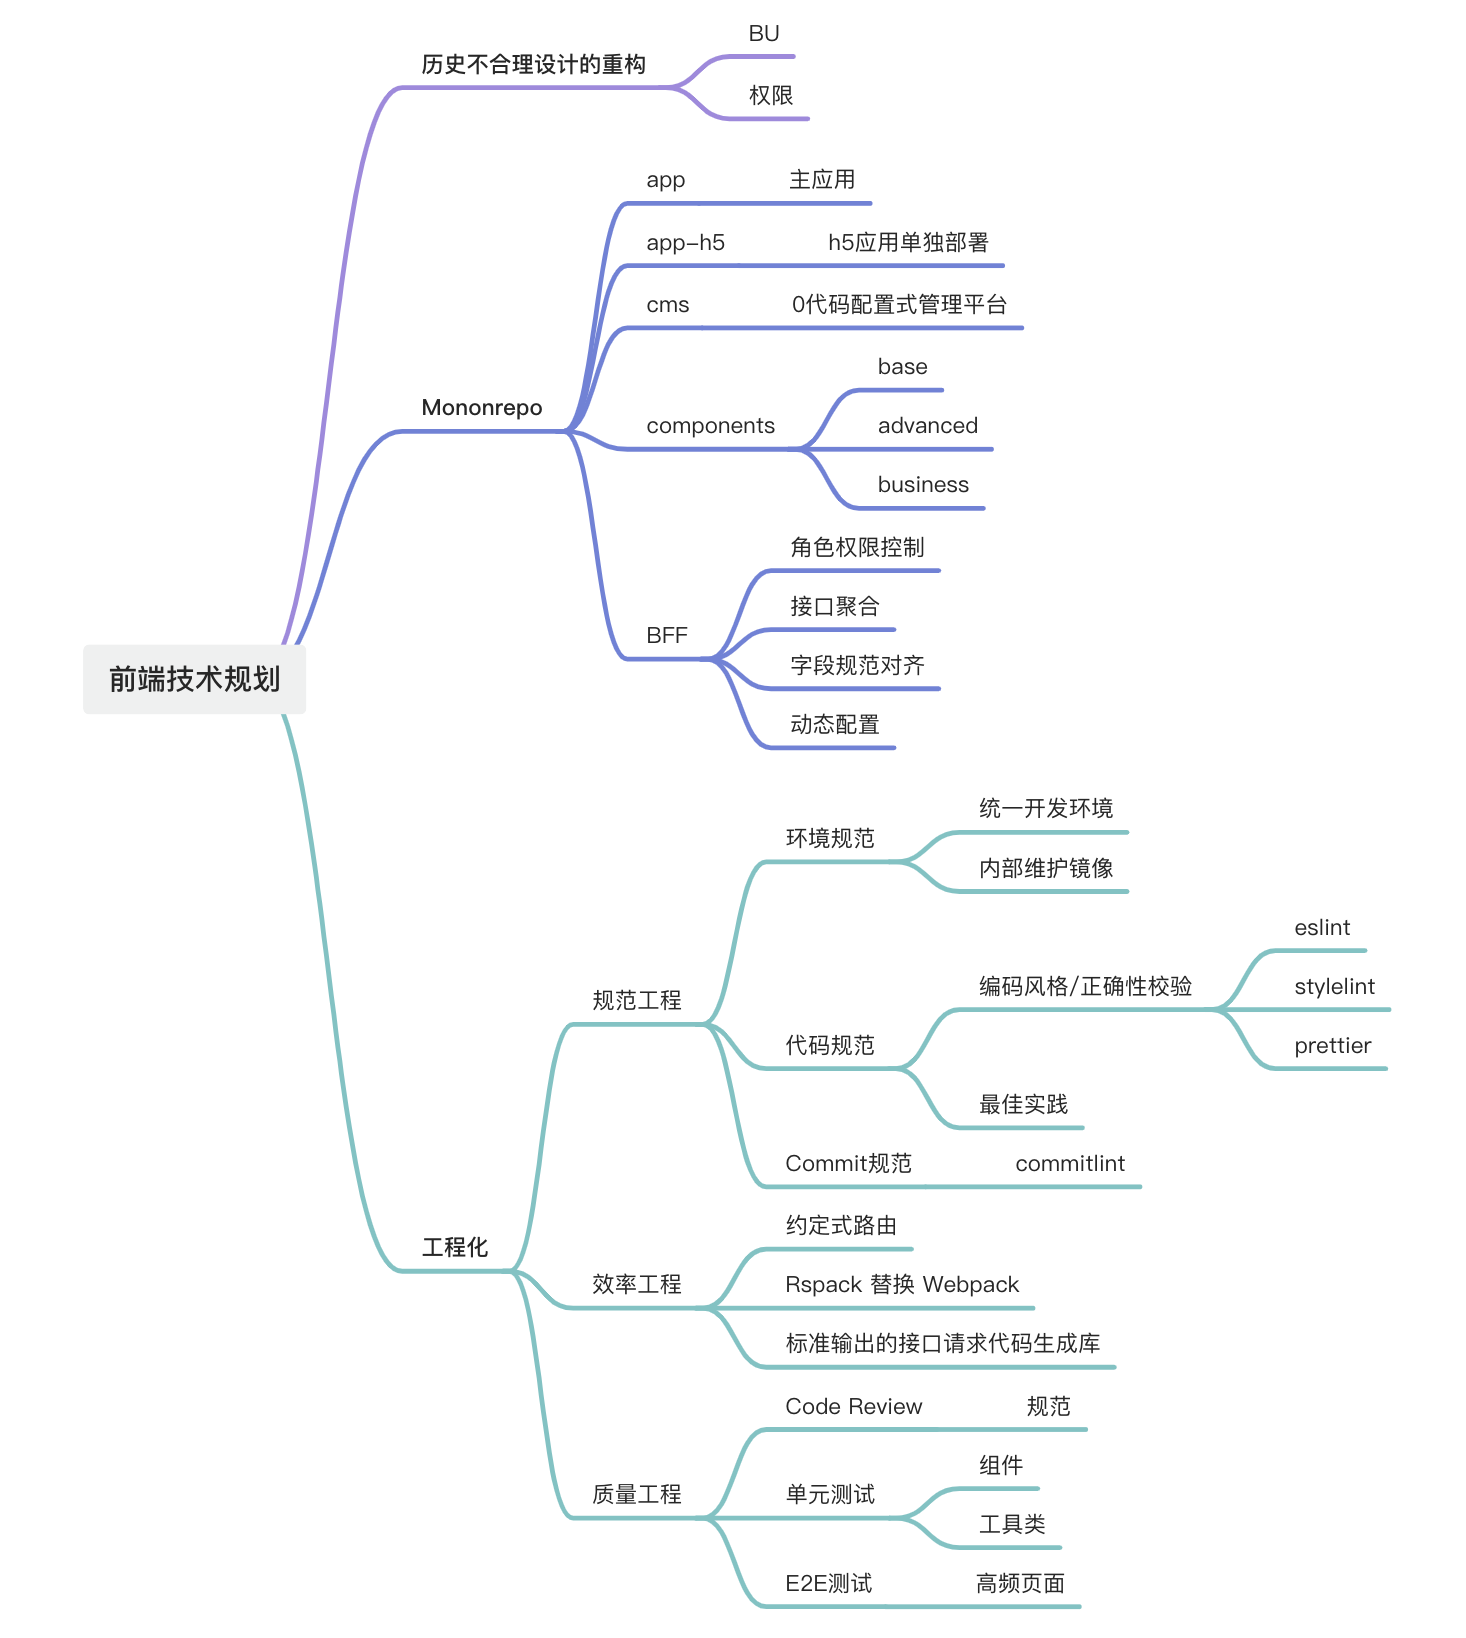 BU
历史不合理设计的重构
权限
app 主应用
app-h5 h5应用单独部署
cms 0代码配置式管理平台
base
Mononrepo
components advanced
business
角色权限控制
接口聚合
BFF
字段规范对齐
前端技术规划
动态配置
统一开发环境
环境规范
内部维护镜像
eslint
编码风格/正确性校验 stylelint
规范工程
代码规范 prettier
最佳实践
Commit规范 commitlint
约定式路由
工程化
效率工程 Rspack 替换 Webpack
标准输出的接口请求代码生成库
Code Review 规范
组件
质量工程 单元测试
工具类
E2E测试 高频页面